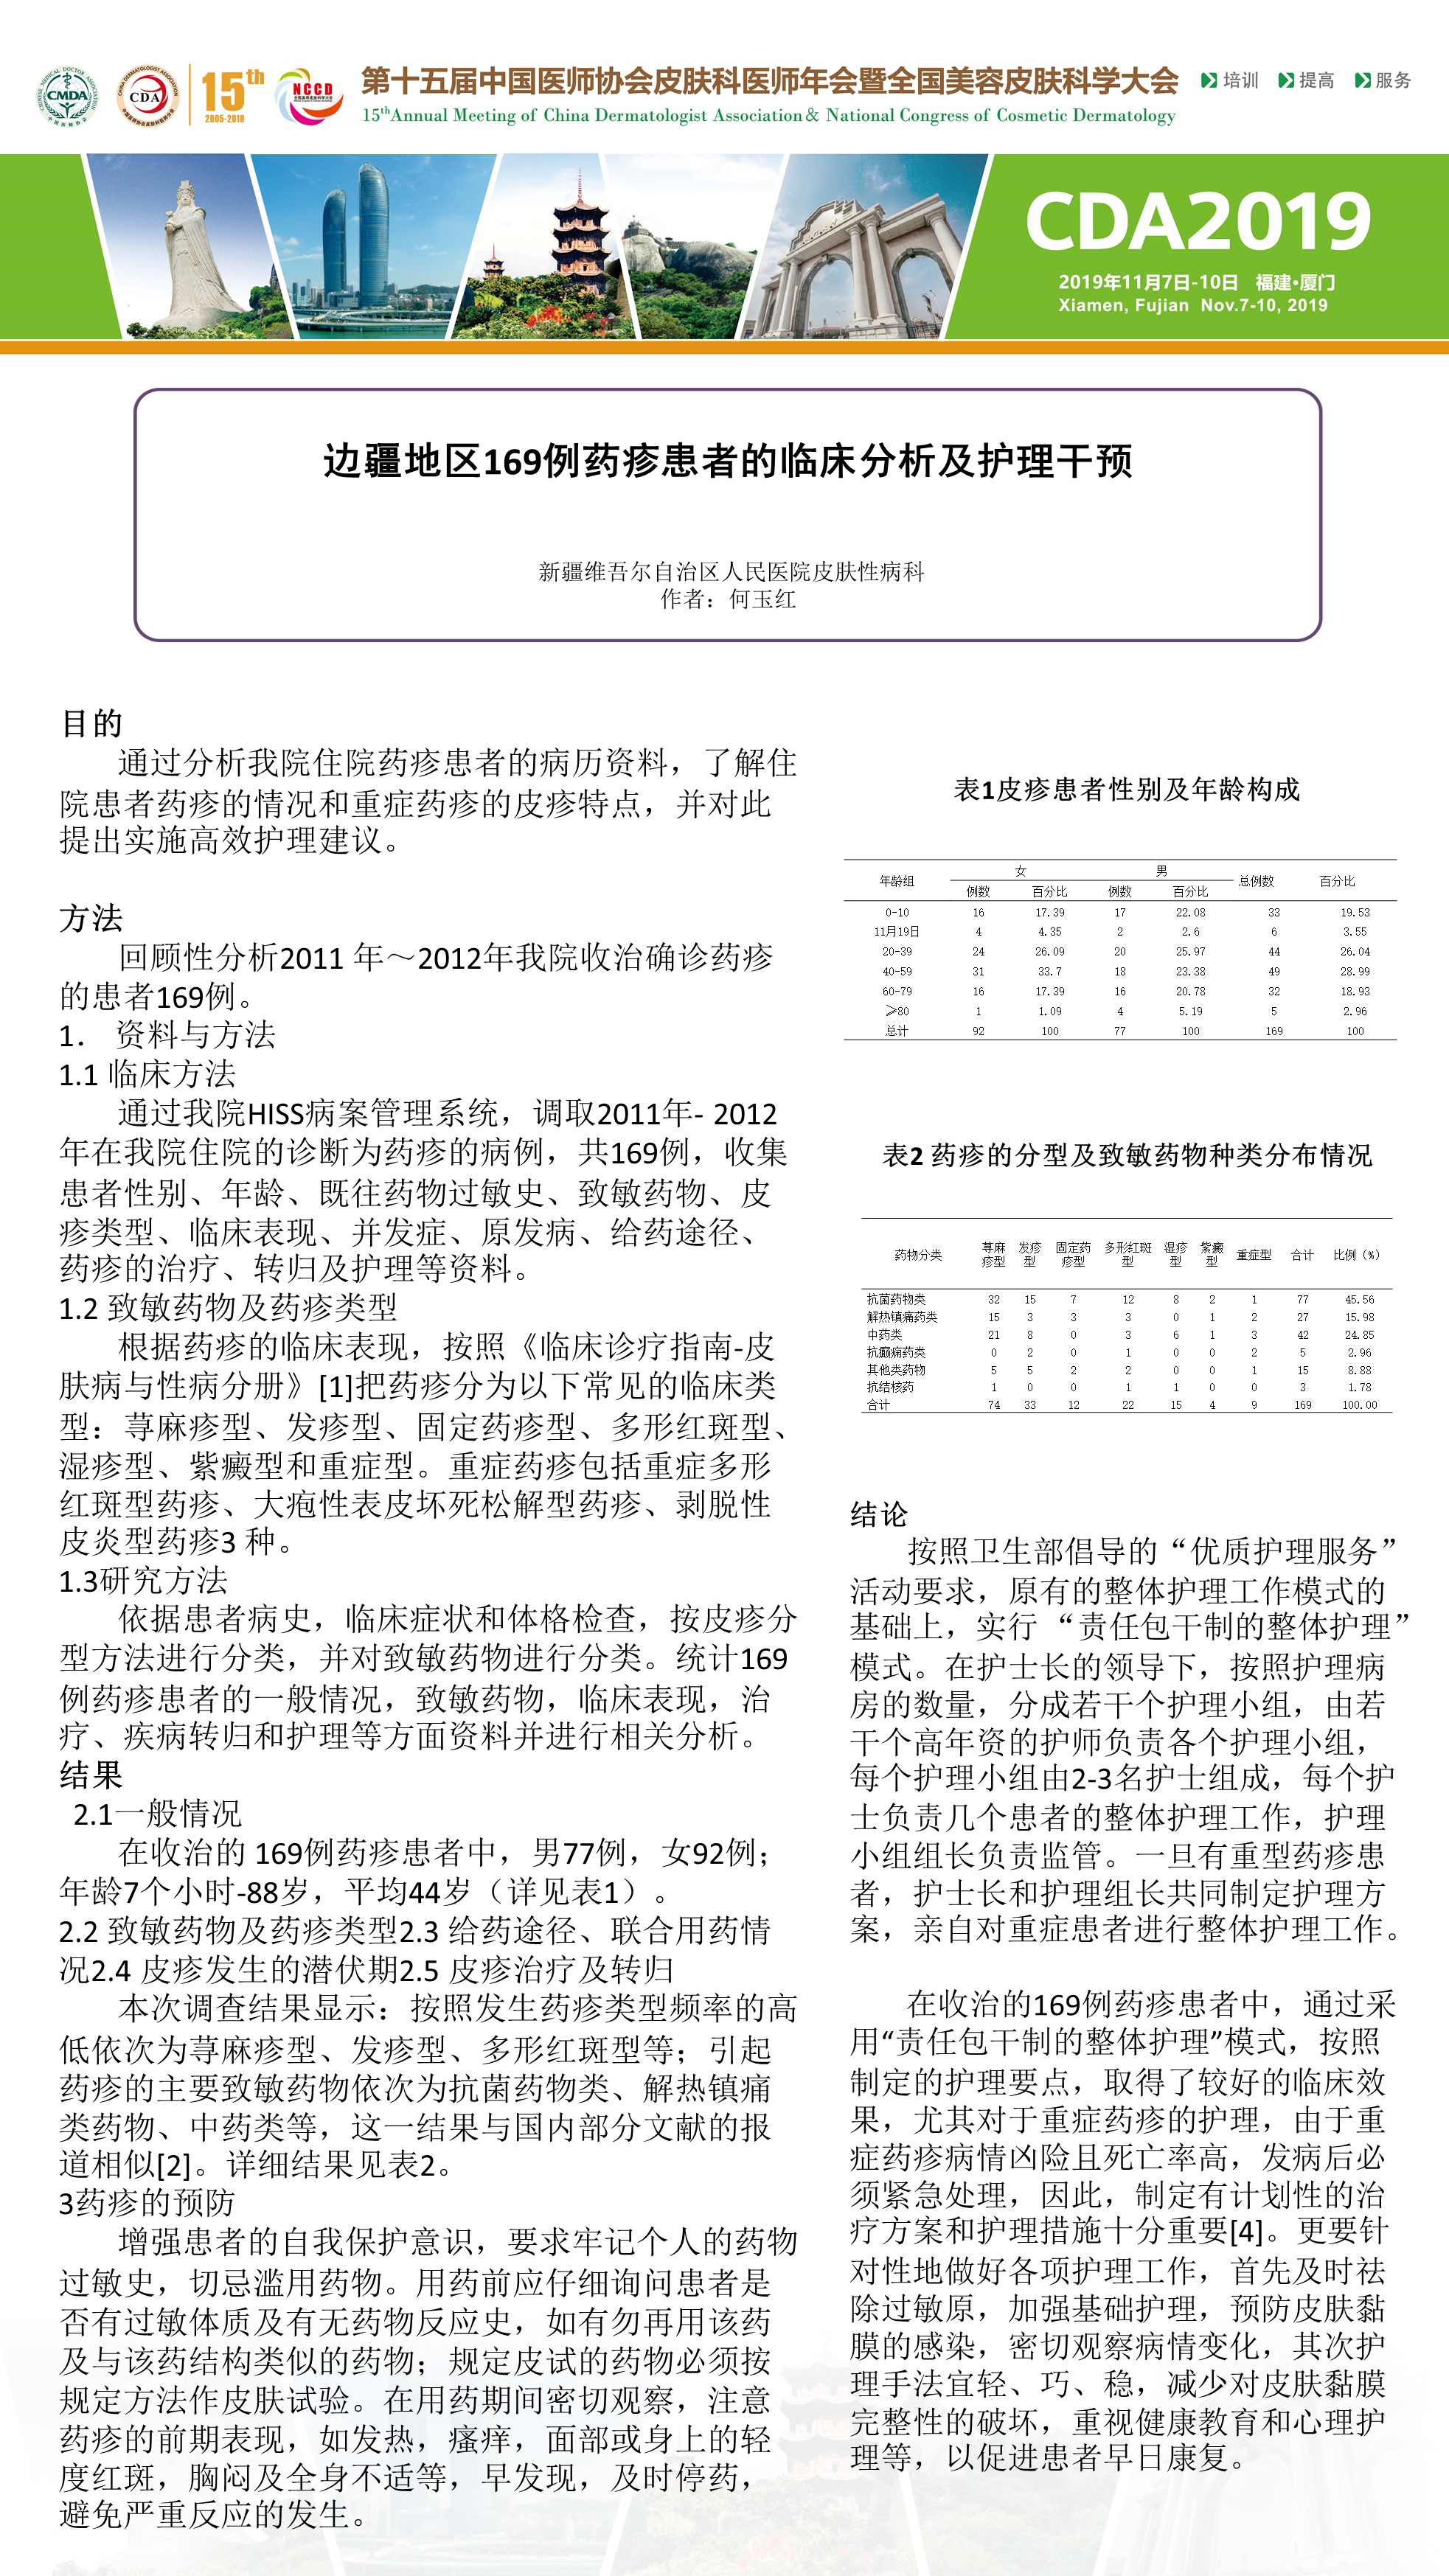 CMDA
CDA
15th
2005-2019
NCCD
第十五届中国医师协会皮肤科医师年会暨全国美容皮肤科学大会
15thAnnual Meeting of China Dermatologist Association& National Congress of Cosmetic Dermatology
培训 提高 服务
CDA2019
2019年11月7日-10日 福建•厦门
Xiamen, Fujian Nov.7-10, 2019
边疆地区169例药疹患者的临床分析及护理干预
新疆维吾尔自治区人民医院皮肤性病科
作者：何玉红
目的
通过分析我院住院药疹患者的病历资料，了解住
院患者药疹的情况和重症药疹的皮疹特点，并对此
提出实施高效护理建议。
方法
回顾性分析2011 年～2012年我院收治确诊药疹
的患者169例。
1． 资料与方法
1.1 临床方法
通过我院HISS病案管理系统，调取2011年- 2012
年在我院住院的诊断为药疹的病例，共169例，收集
患者性别、年龄、既往药物过敏史、致敏药物、皮
疹类型、临床表现、并发症、原发病、给药途径、
药疹的治疗、转归及护理等资料。
1.2 致敏药物及药疹类型
根据药疹的临床表现，按照《临床诊疗指南-皮
肤病与性病分册》[1]把药疹分为以下常见的临床类
型：荨麻疹型、发疹型、固定药疹型、多形红斑型、
湿疹型、紫癜型和重症型。重症药疹包括重症多形
红斑型药疹、大疱性表皮坏死松解型药疹、剥脱性
皮炎型药疹3 种。
1.3研究方法
依据患者病史，临床症状和体格检查，按皮疹分
型方法进行分类，并对致敏药物进行分类。统计169
例药疹患者的一般情况，致敏药物，临床表现，治
疗、疾病转归和护理等方面资料并进行相关分析。
结果
2.1一般情况
在收治的 169例药疹患者中，男77例，女92例；
年龄7个小时-88岁，平均44岁（详见表1）。
2.2 致敏药物及药疹类型2.3 给药途径、联合用药情
况2.4 皮疹发生的潜伏期2.5 皮疹治疗及转归
本次调查结果显示：按照发生药疹类型频率的高
低依次为荨麻疹型、发疹型、多形红斑型等；引起
药疹的主要致敏药物依次为抗菌药物类、解热镇痛
类药物、中药类等，这一结果与国内部分文献的报
道相似[2]。详细结果见表2。
3药疹的预防
增强患者的自我保护意识，要求牢记个人的药物
过敏史，切忌滥用药物。用药前应仔细询问患者是
否有过敏体质及有无药物反应史，如有勿再用该药
及与该药结构类似的药物；规定皮试的药物必须按
规定方法作皮肤试验。在用药期间密切观察，注意
药疹的前期表现，如发热，瘙痒，面部或身上的轻
度红斑，胸闷及全身不适等，早发现，及时停药，
避免严重反应的发生。
表1皮疹患者性别及年龄构成
年龄组 女 男 总例数 百分比
例数 百分比 例数 百分比
0-10 16 17.39 17 22.08 33 19.53
11月19日 4 4.35 2 2.6 6 3.55
20-39 24 26.09 20 25.97 44 26.04
40-59 31 33.7 18 23.38 49 28.99
60-79 16 17.39 16 20.78 32 18.93
≥80 1 1.09 4 5.19 5 2.96
总计 92 100 77 100 169 100
表2 药疹的分型及致敏药物种类分布情况
药物分类 荨麻疹型 发疹型 固定药疹型 多形红斑型 湿疹型 紫癜型 重症型 合计 比例（%）
抗菌药物类 32 15 7 12 8 2 1 77 45.56
解热镇痛药类 15 3 3 3 0 1 2 27 15.98
中药类 21 8 0 3 6 1 3 42 24.85
抗癫痫药类 0 2 0 1 0 0 2 5 2.96
其他类药物 5 5 2 2 0 0 1 15 8.88
抗结核药 1 0 0 1 1 0 0 3 1.78
合计 74 33 12 22 15 4 9 169 100.00
结论
按照卫生部倡导的“优质护理服务”
活动要求，原有的整体护理工作模式的
基础上，实行 “责任包干制的整体护理”
模式。在护士长的领导下，按照护理病
房的数量，分成若干个护理小组，由若
干个高年资的护师负责各个护理小组，
每个护理小组由2-3名护士组成，每个护
士负责几个患者的整体护理工作，护理
小组组长负责监管。一旦有重型药疹患
者，护士长和护理组长共同制定护理方
案，亲自对重症患者进行整体护理工作。
在收治的169例药疹患者中，通过采
用“责任包干制的整体护理”模式，按照
制定的护理要点，取得了较好的临床效
果，尤其对于重症药疹的护理，由于重
症药疹病情凶险且死亡率高，发病后必
须紧急处理，因此，制定有计划性的治
疗方案和护理措施十分重要[4]。更要针
对性地做好各项护理工作，首先及时祛
除过敏原，加强基础护理，预防皮肤黏
膜的感染，密切观察病情变化，其次护
理手法宜轻、巧、稳，减少对皮肤黏膜
完整性的破坏，重视健康教育和心理护
理等，以促进患者早日康复。